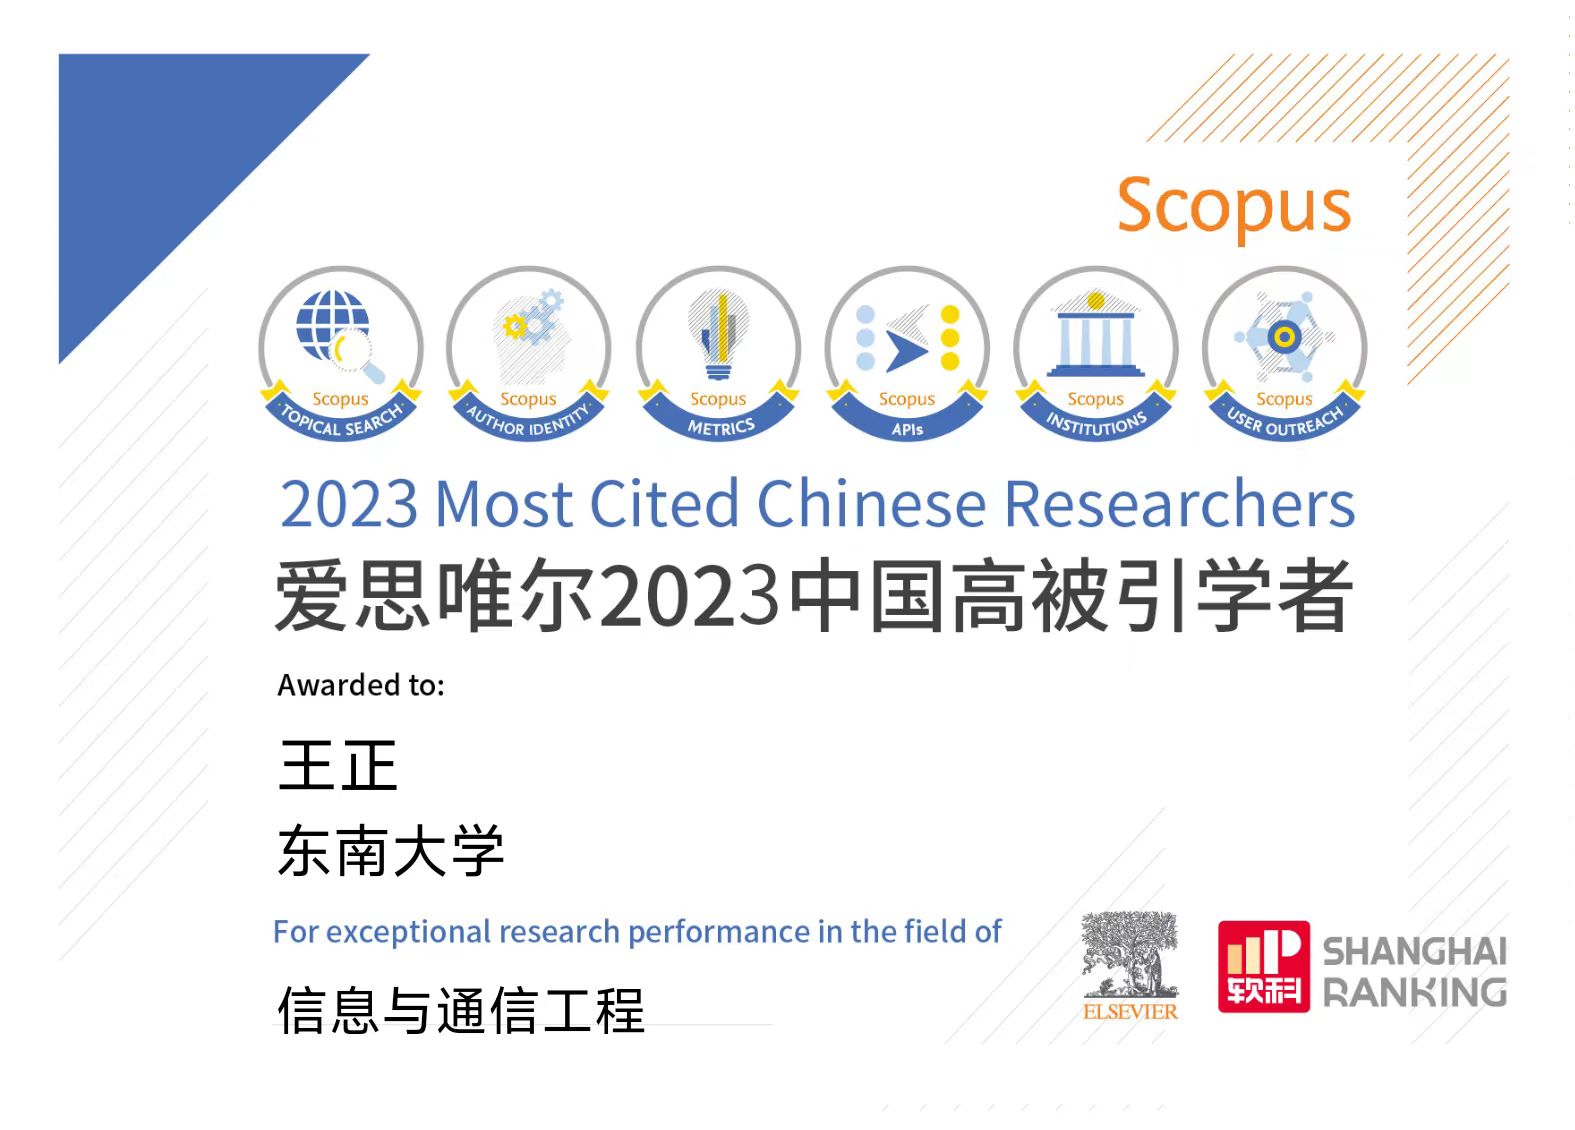 Scopus
Scopus
TOPICAL SEARCH
Scopus
AUTHOR IDENTITY
Scopus
METRICS
Scopus
APIs
Scopus
INSTITUTIONS
Scopus
USER OUTREACH
2023 Most Cited Chinese Researchers
爱思唯尔2023中国高被引学者
Awarded to:
王正
东南大学
For exceptional research performance in the field of
信息与通信工程
ELSEVIER
软科
SHANGHAI
RANKING